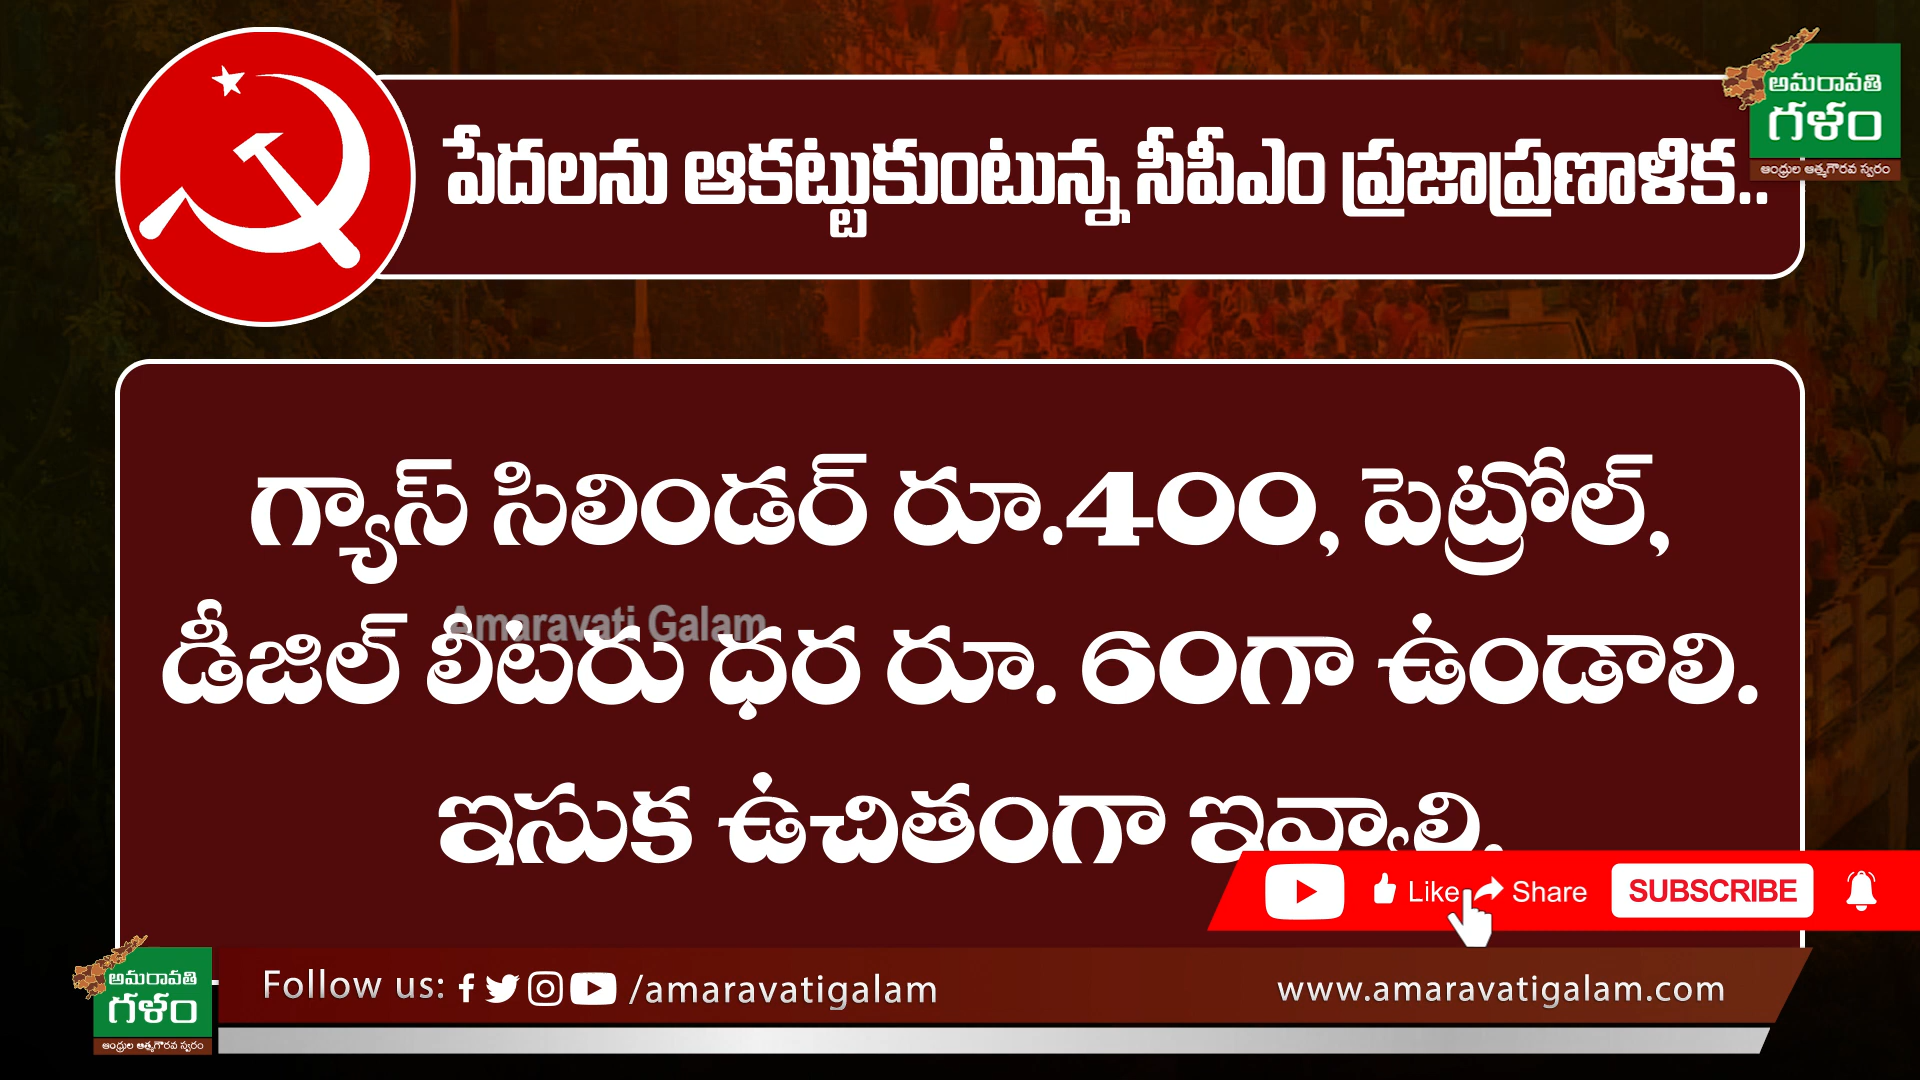 పేదలను ఆకట్టుకుంటున్న సీపీఎం ప్రజాప్రణాళిక..
అమరావతి
గళం
ఆంధ్రుల ఆత్మగౌరవ స్వరం
గ్యాస్ సిలిండర్ రూ.400, పెట్రోల్,
డీజిల్ లీటరు ధర రూ. 60గా ఉండాలి.
Amaravati Galam
ఇసుక ఉచితంగా ఇవ్వాలి.
Like Share SUBSCRIBE
అమరావతి
గళం
ఆంధ్రుల ఆత్మగౌరవ స్వరం
Follow us: /amaravatigalam
www.amaravatigalam.com